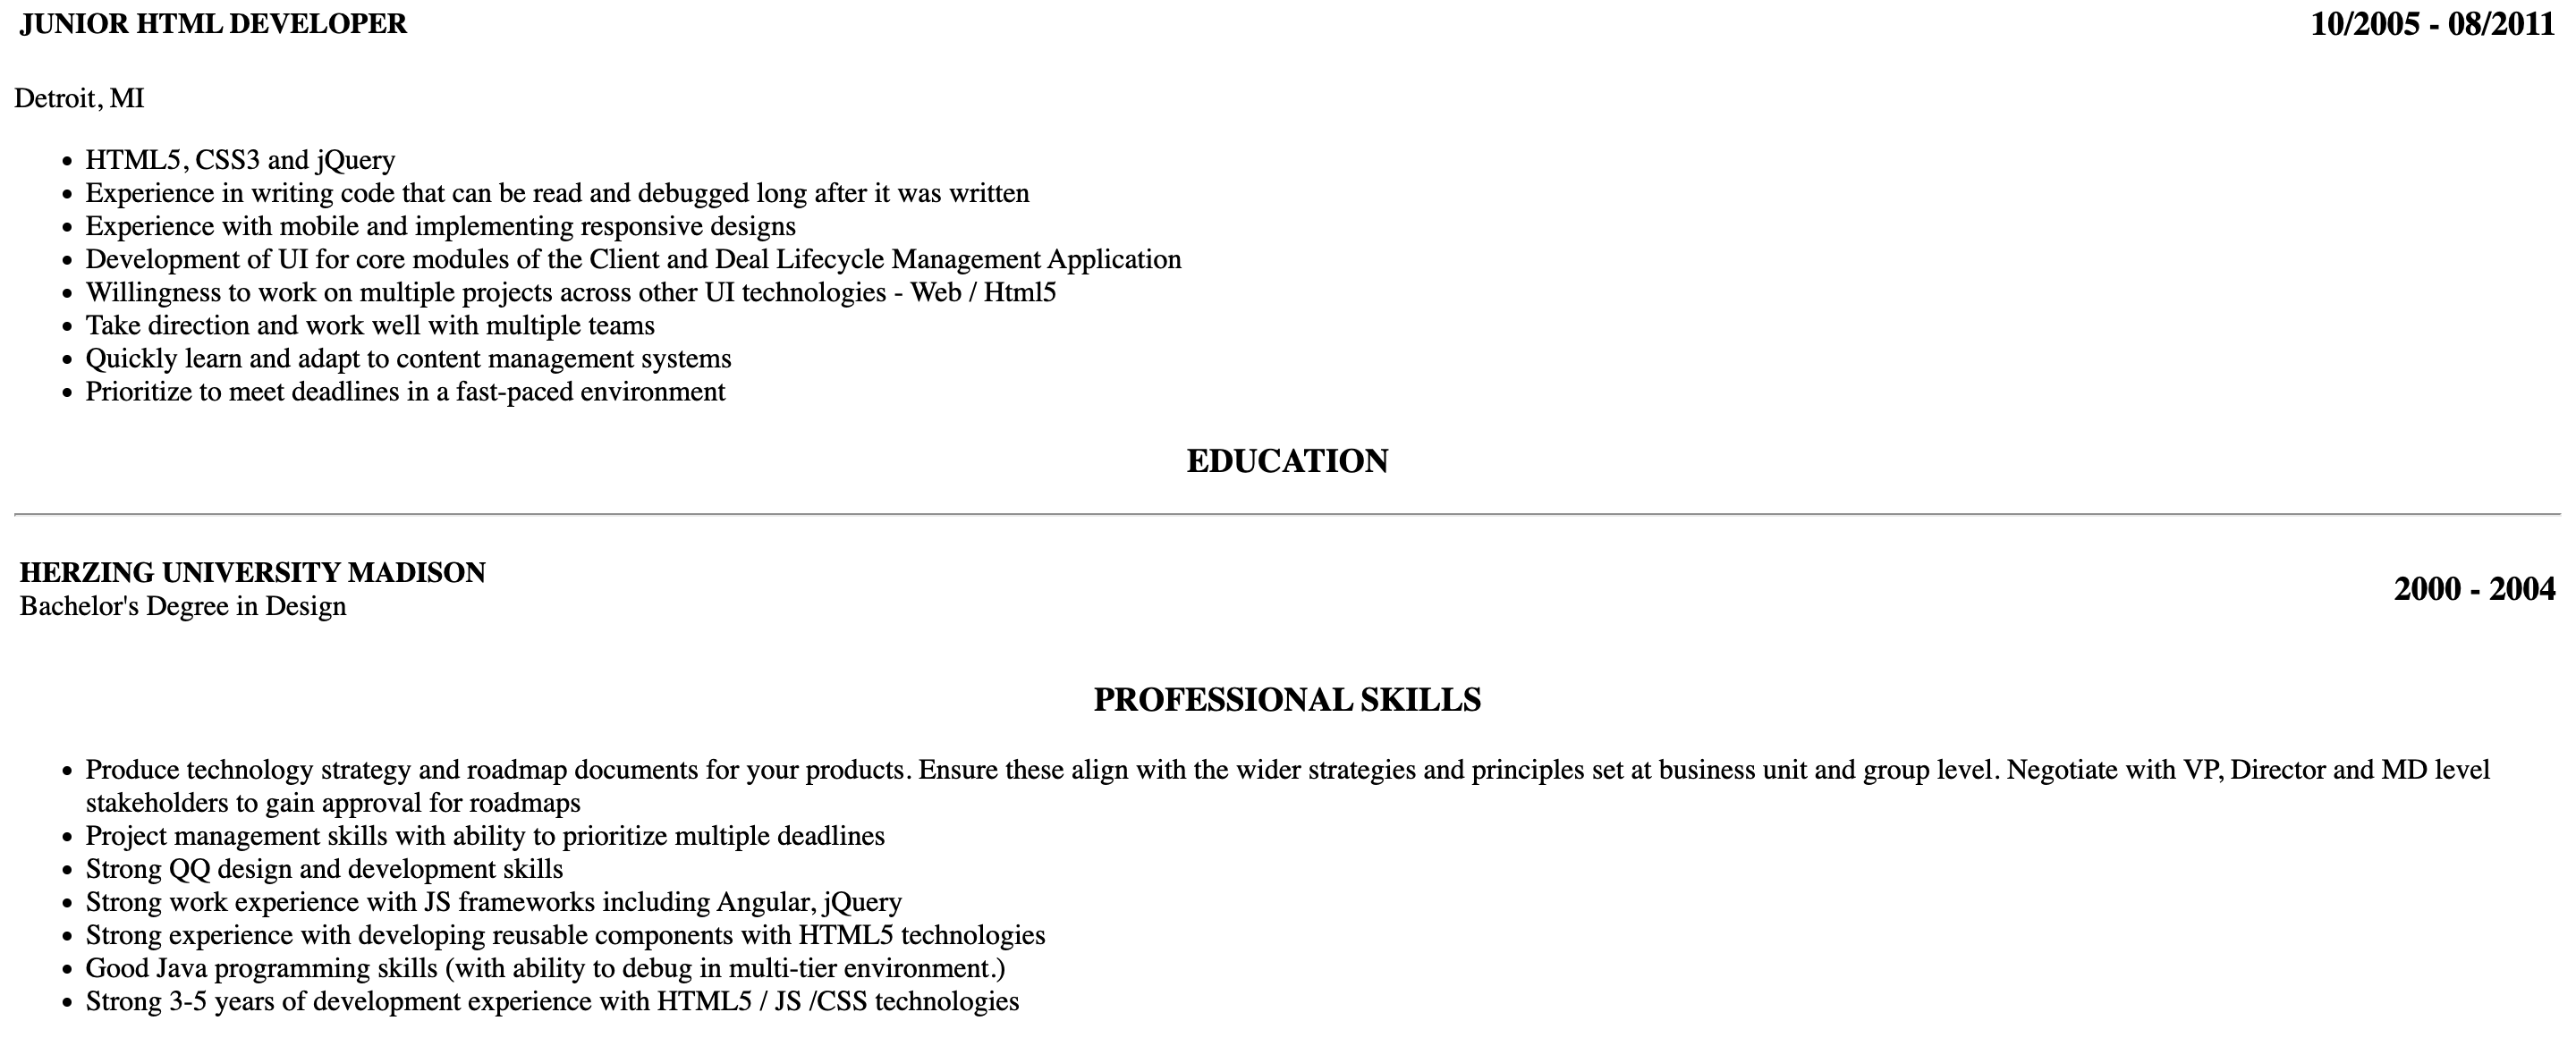 JUNIOR HTML DEVELOPER 10/2005 - 08/2011
Detroit, MI
• HTML5, CSS3 and jQuery
• Experience in writing code that can be read and debugged long after it was written
• Experience with mobile and implementing responsive designs
• Development of UI for core modules of the Client and Deal Lifecycle Management Application
• Willingness to work on multiple projects across other UI technologies - Web / Html5
• Take direction and work well with multiple teams
• Quickly learn and adapt to content management systems
• Prioritize to meet deadlines in a fast-paced environment
EDUCATION
HERZING UNIVERSITY MADISON
Bachelor's Degree in Design
2000 - 2004
PROFESSIONAL SKILLS
• Produce technology strategy and roadmap documents for your products. Ensure these align with the wider strategies and principles set at business unit and group level. Negotiate with VP, Director and MD level
stakeholders to gain approval for roadmaps
• Project management skills with ability to prioritize multiple deadlines
• Strong QQ design and development skills
• Strong work experience with JS frameworks including Angular, jQuery
• Strong experience with developing reusable components with HTML5 technologies
• Good Java programming skills (with ability to debug in multi-tier environment.)
• Strong 3-5 years of development experience with HTML5 / JS /CSS technologies